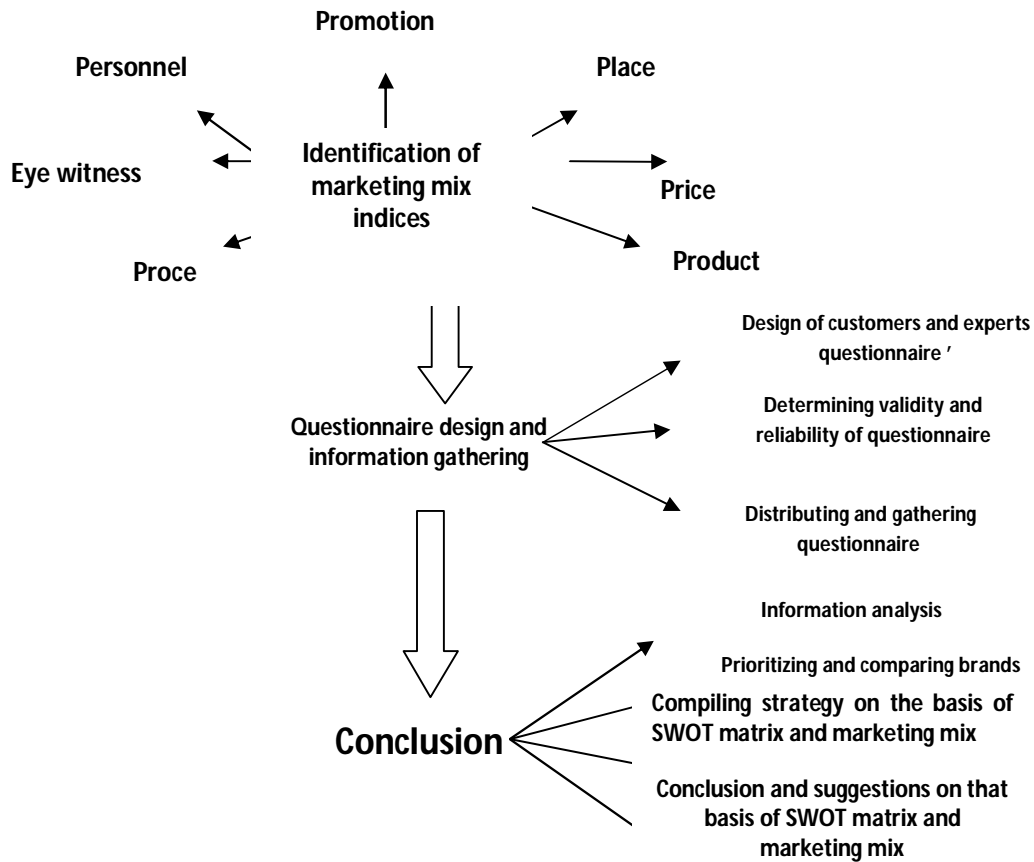 Promotion
Personnel
Place
Eye witness
Identification of
marketing mix
indices
Price
Proce
Product
Design of customers and experts
questionnaire ′
Determining validity and
reliability of questionnaire
Questionnaire design and
information gathering
Distributing and gathering
questionnaire
Information analysis
Prioritizing and comparing brands
Compiling strategy on the basis of
SWOT matrix and marketing mix
Conclusion
Conclusion and suggestions on that
basis of SWOT matrix and
marketing mix